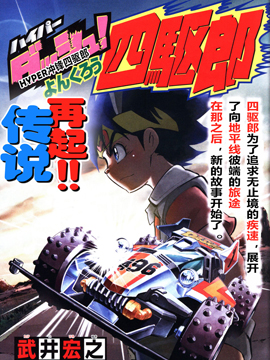 ハイパー
ダッシュ!
四驱郎
HYPER冲锋四驱郎
よんくろう
再起!!
传说
四驱郎为了追求无止境的疾速，展开
了向地平线彼端的旅途
在那之后，新的故事开始了。
396
武井宏之